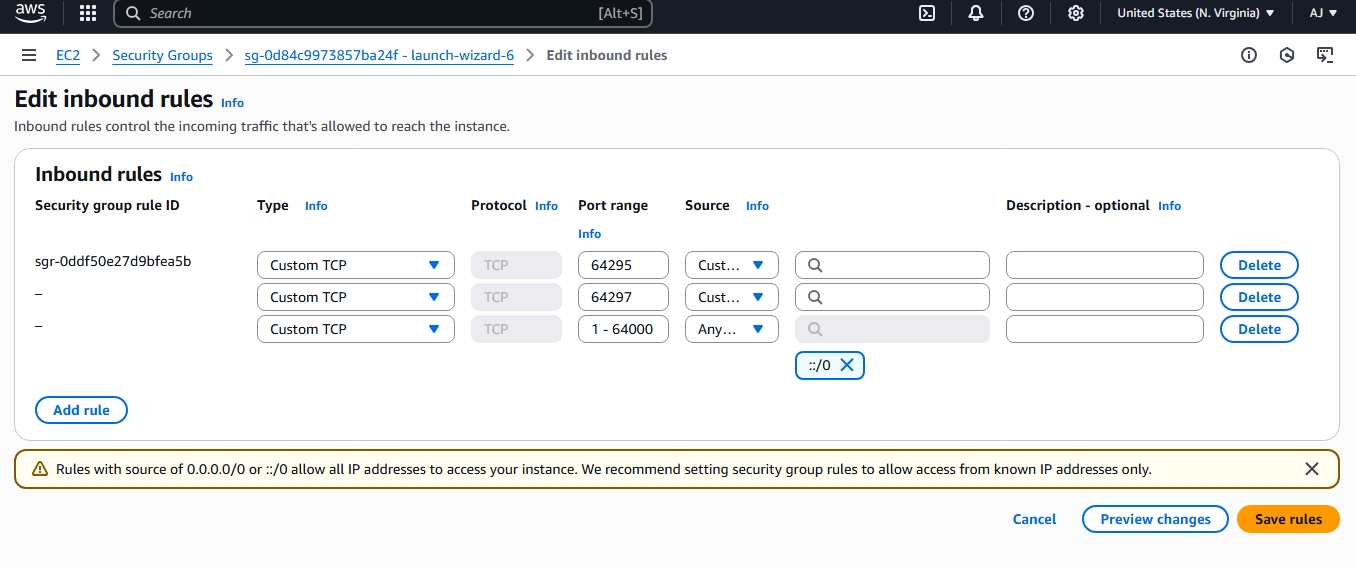 aws
Search [Alt+S] United States (N. Virginia) AJ
EC2 Security Groups sg-0d84c9973857ba24f - launch-wizard-6 Edit inbound rules
Edit inbound rules Info
Inbound rules control the incoming traffic that's allowed to reach the instance.
Inbound rules Info
Security group rule ID Type Info Protocol Info Port range Source Info Description - optional Info
Info
sgr-0ddf50e27d9bfea5b Custom TCP TCP 64295 Cust... Delete
– Custom TCP TCP 64297 Cust... Delete
– Custom TCP TCP 1 - 64000 Any... Delete
::/0
Add rule
Rules with source of 0.0.0.0/0 or ::/0 allow all IP addresses to access your instance. We recommend setting security group rules to allow access from known IP addresses only.
Cancel Preview changes Save rules